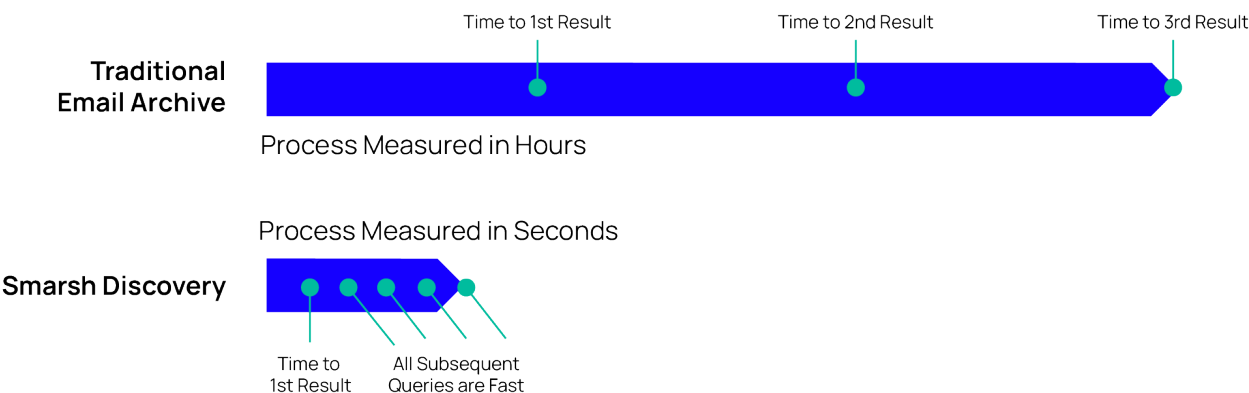 Time to 1st Result
Time to 2nd Result
Time to 3rd Result
Traditional
Email Archive
Process Measured in Hours
Process Measured in Seconds
Smarsh Discovery
Time to
1st Result
All Subsequent
Queries are Fast